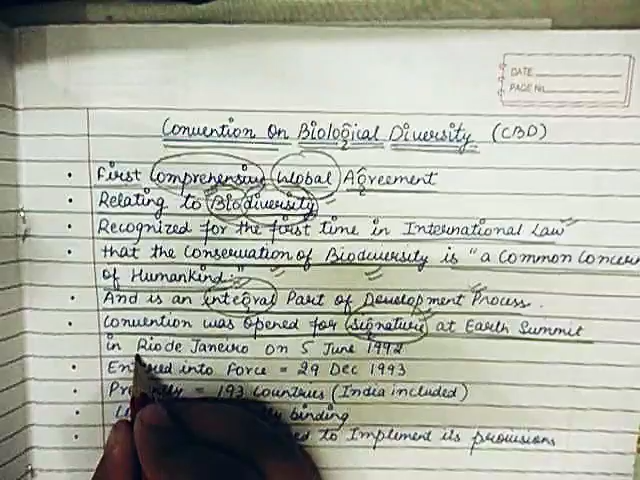 DATE
PAGE No.
Convention On Biological Diversity (CBD)
• First Comprehensing Global Agreement
• Relating to Biodiversity
• Recognized for the first time in International Law
• that the Conservation of Biodiversity is "a Common Concern
of Humankind."
• And is an integral Part of Development Process.
• Convention was opened for signature at Earth Summit
in Rio de Janeiro on 5 June 1992
• Entered into Force = 29 Dec 1993
• = 193 Countries (India included)
• binding
• to Implement its provisions